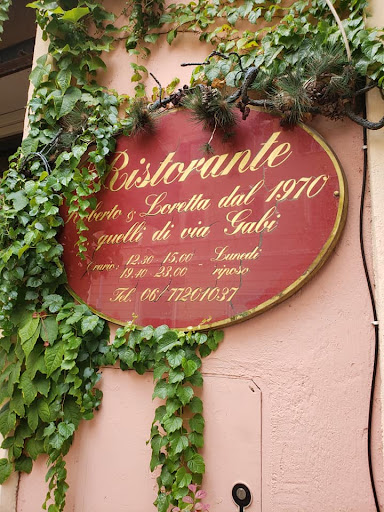 Ristorante
Roberto & Loretta dal 1970
quelli di via Gabi
Orario: 12.30 15.00 - Lunedì
19.10 23.00 riposo
Tel. 06/77201037